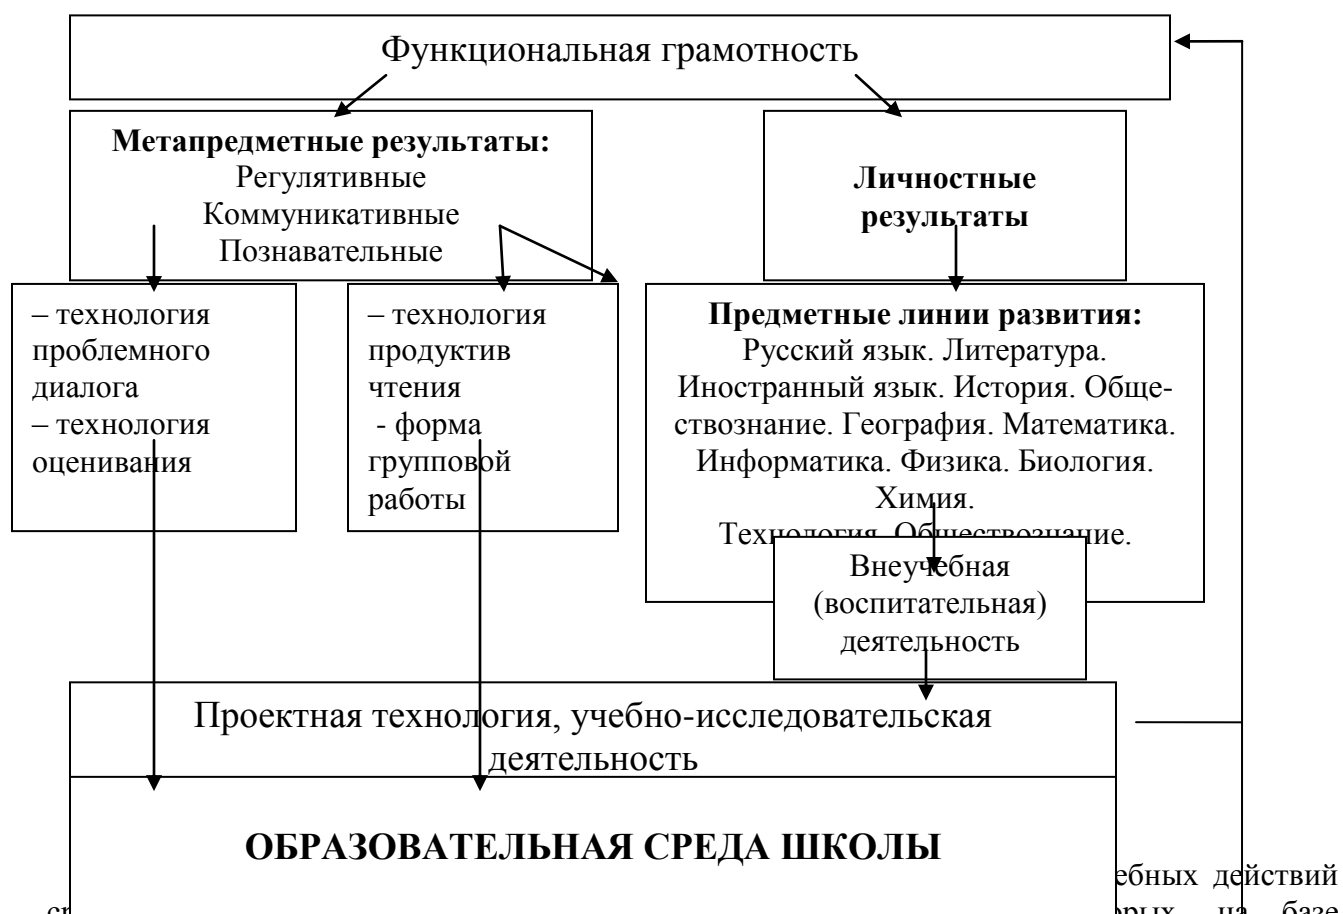 Функциональная грамотность
Метапредметные результаты:
Регулятивные
Коммуникативные
Познавательные
Личностные
результаты
– технология
проблемного
диалога
– технология
оценивания
– технология
продуктив
чтения
- форма
групповой
работы
Предметные линии развития:
Русский язык. Литература.
Иностранный язык. История. Обще-
ствознание. География. Математика.
Информатика. Физика. Биология.
Химия.
Технология. Обществознание.
Внеучебная
(воспитательная)
деятельность
Проектная технология, учебно-исследовательская
деятельность
ОБРАЗОВАТЕЛЬНАЯ СРЕДА ШКОЛЫ
ебных действий
на базе